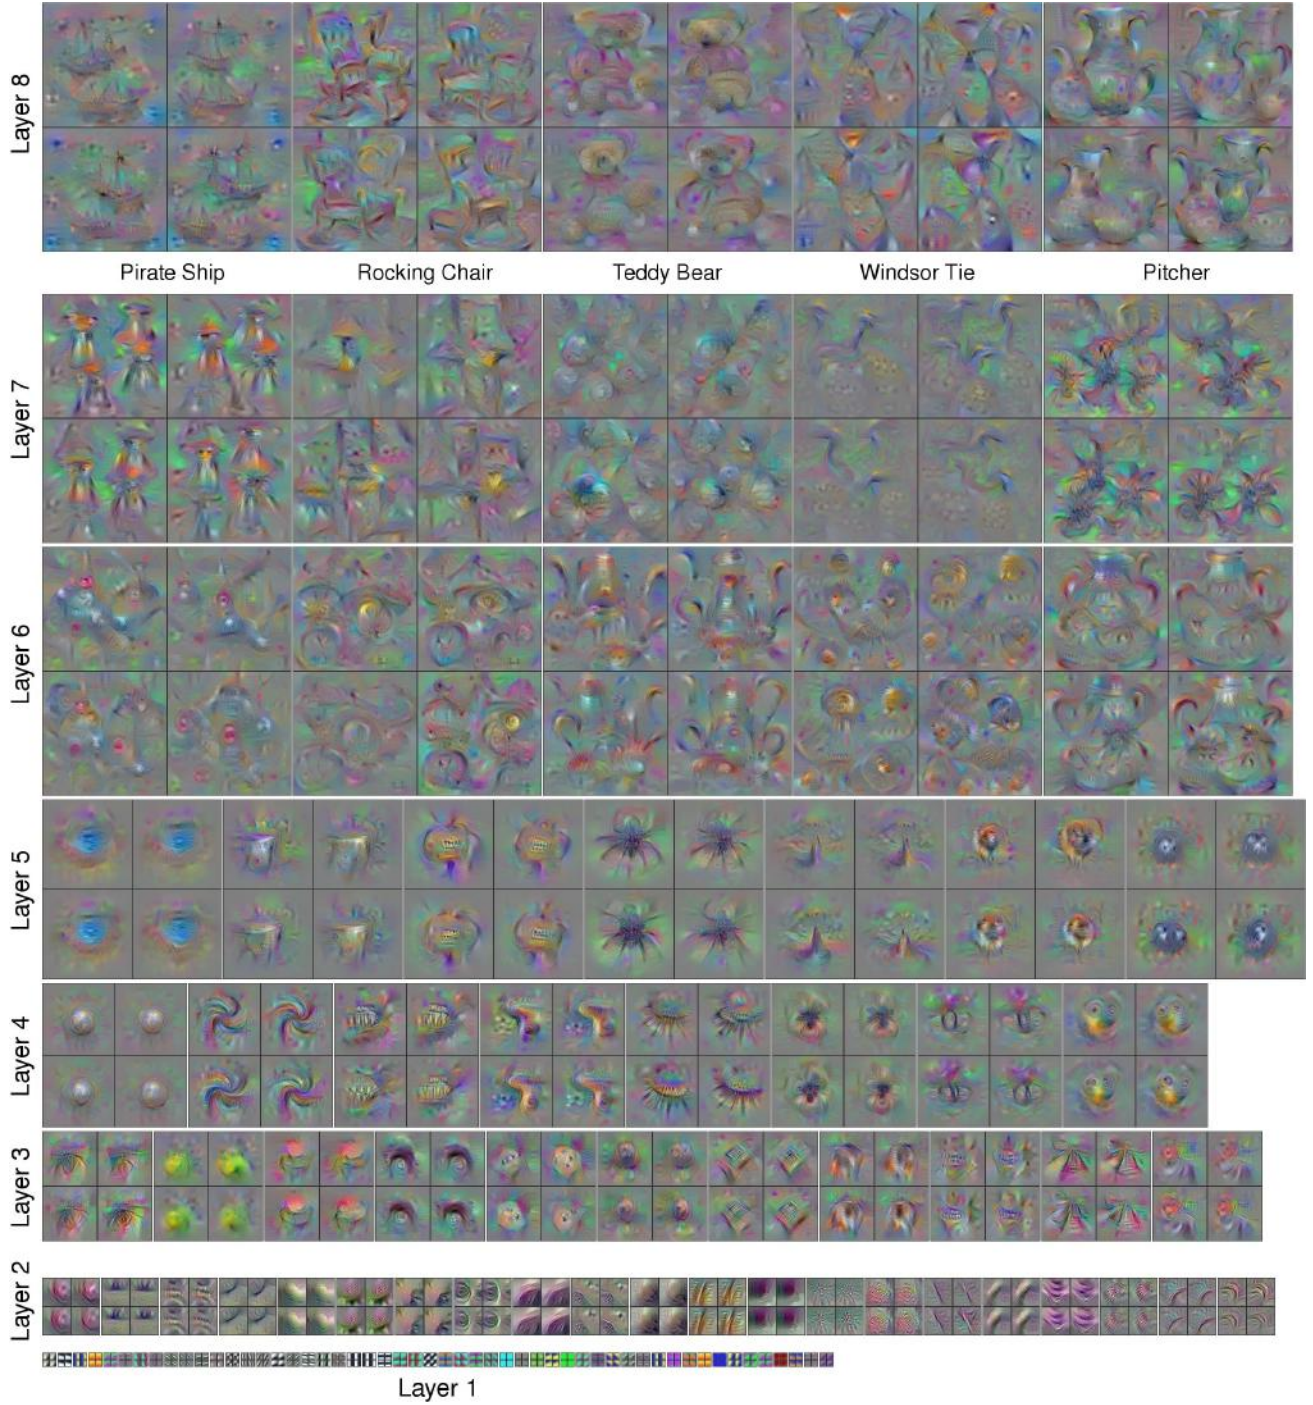 Layer 8
Pirate Ship Rocking Chair Teddy Bear Windsor Tie Pitcher
Layer 7
Layer 6
Layer 5
Layer 4
Layer 3
Layer 2
Layer 1